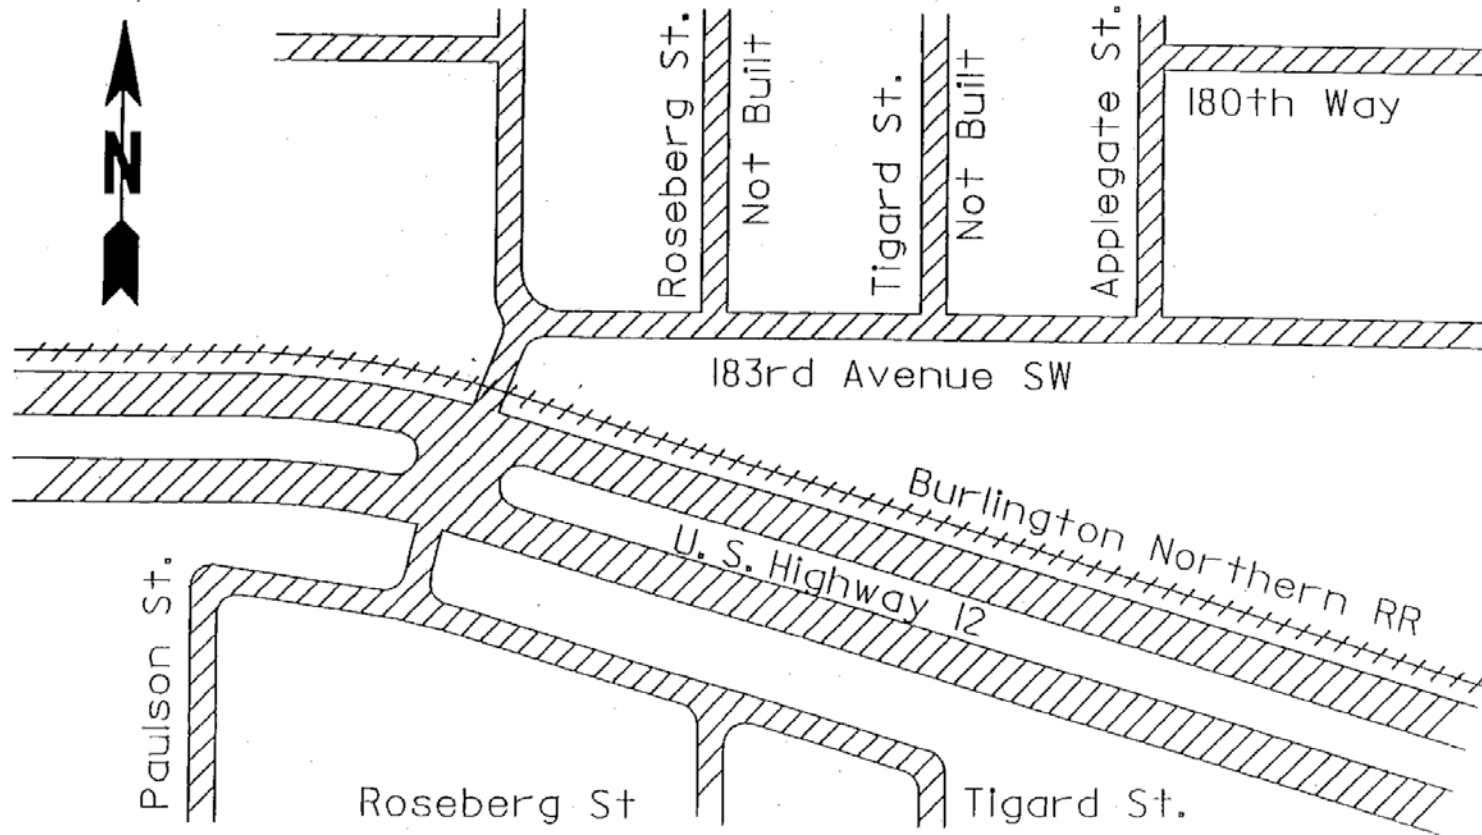 N
Roseberg St.
Not Built
Tigard St.
Not Built
Applegate St.
180th Way
183rd Avenue SW
Burlington Northern RR
U. S. Highway 12
Paulson St.
Roseberg St
Tigard St.